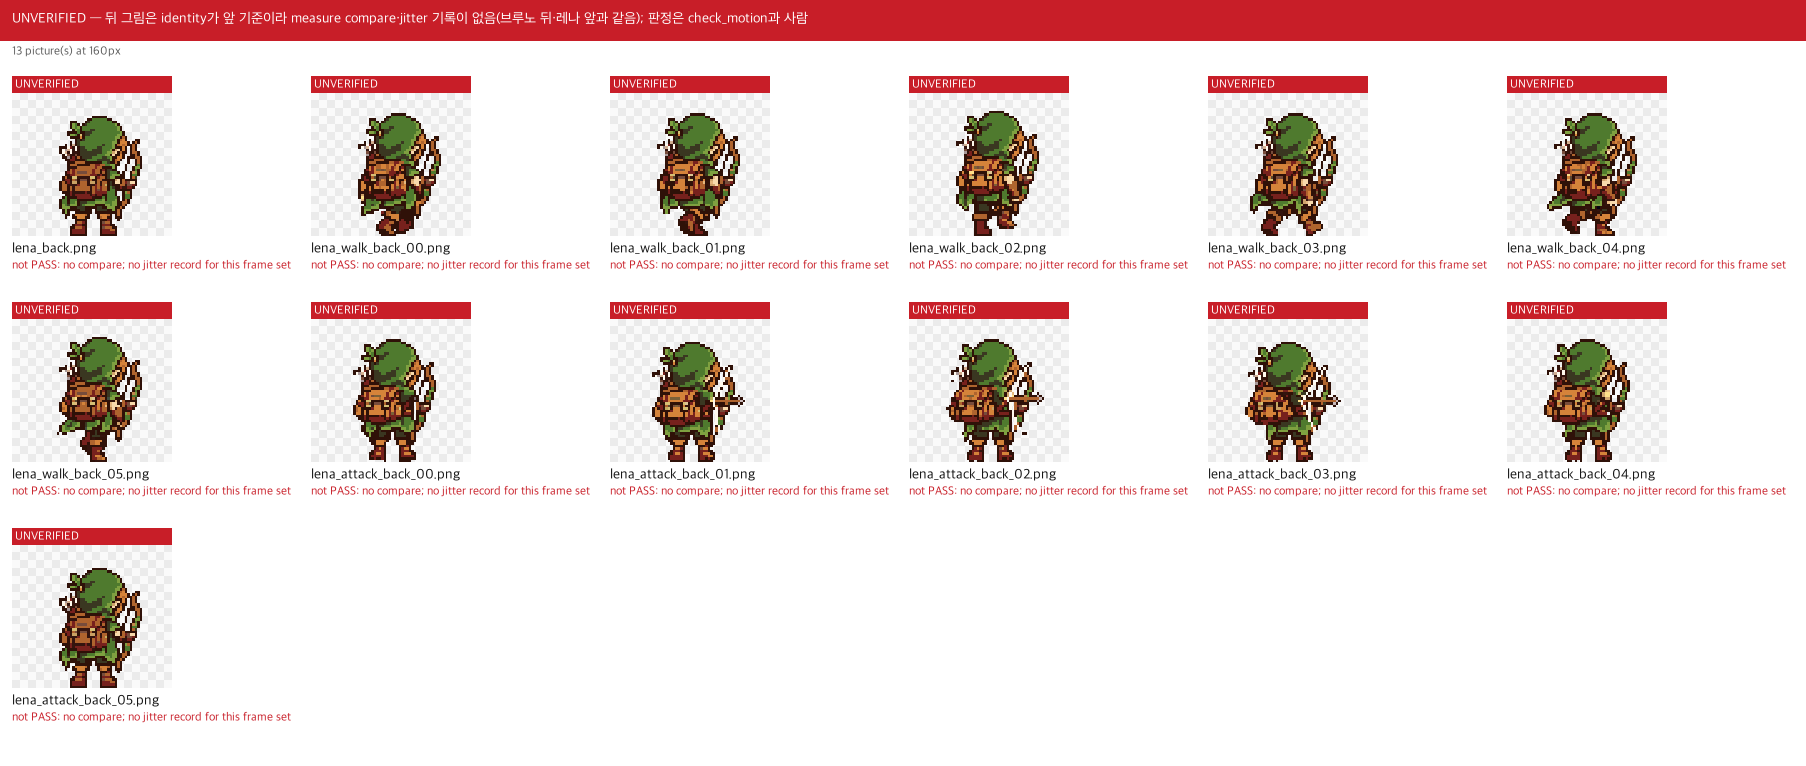 UNVERIFIED — 뒤 그림은 identity가 앞 기준이라 measure compare·jitter 기록이 없음(브루노 뒤·레나 앞과 같음); 판정은 check_motion과 사람
13 picture(s) at 160px
UNVERIFIED
UNVERIFIED
UNVERIFIED
UNVERIFIED
UNVERIFIED
UNVERIFIED
lena_back.png
lena_walk_back_00.png
lena_walk_back_01.png
lena_walk_back_02.png
lena_walk_back_03.png
lena_walk_back_04.png
not PASS: no compare; no jitter record for this frame set
not PASS: no compare; no jitter record for this frame set
not PASS: no compare; no jitter record for this frame set
not PASS: no compare; no jitter record for this frame set
not PASS: no compare; no jitter record for this frame set
not PASS: no compare; no jitter record for this frame set
UNVERIFIED
UNVERIFIED
UNVERIFIED
UNVERIFIED
UNVERIFIED
UNVERIFIED
lena_walk_back_05.png
lena_attack_back_00.png
lena_attack_back_01.png
lena_attack_back_02.png
lena_attack_back_03.png
lena_attack_back_04.png
not PASS: no compare; no jitter record for this frame set
not PASS: no compare; no jitter record for this frame set
not PASS: no compare; no jitter record for this frame set
not PASS: no compare; no jitter record for this frame set
not PASS: no compare; no jitter record for this frame set
not PASS: no compare; no jitter record for this frame set
UNVERIFIED
lena_attack_back_05.png
not PASS: no compare; no jitter record for this frame set